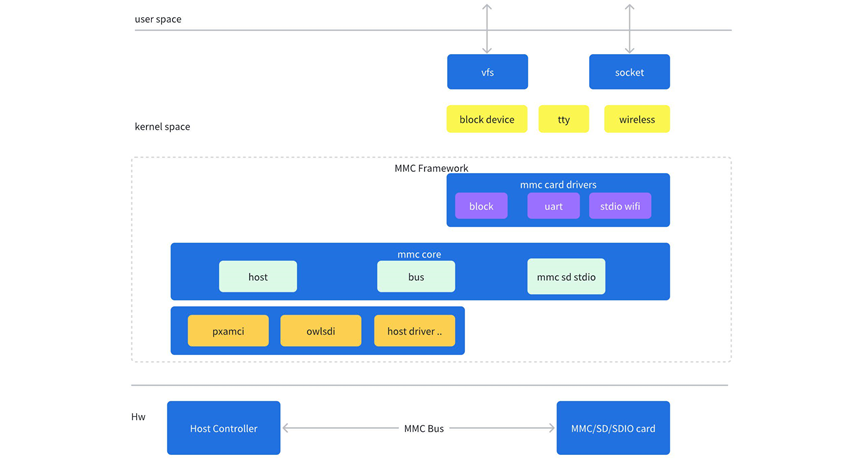 user space
vfs
socket
block device
tty
wireless
kernel space
MMC Framework
mmc card drivers
block
uart
stdio wifi
mmc core
host
bus
mmc sd stdio
pxamci
owlsdi
host driver ..
Hw
Host Controller
MMC Bus
MMC/SD/SDIO card